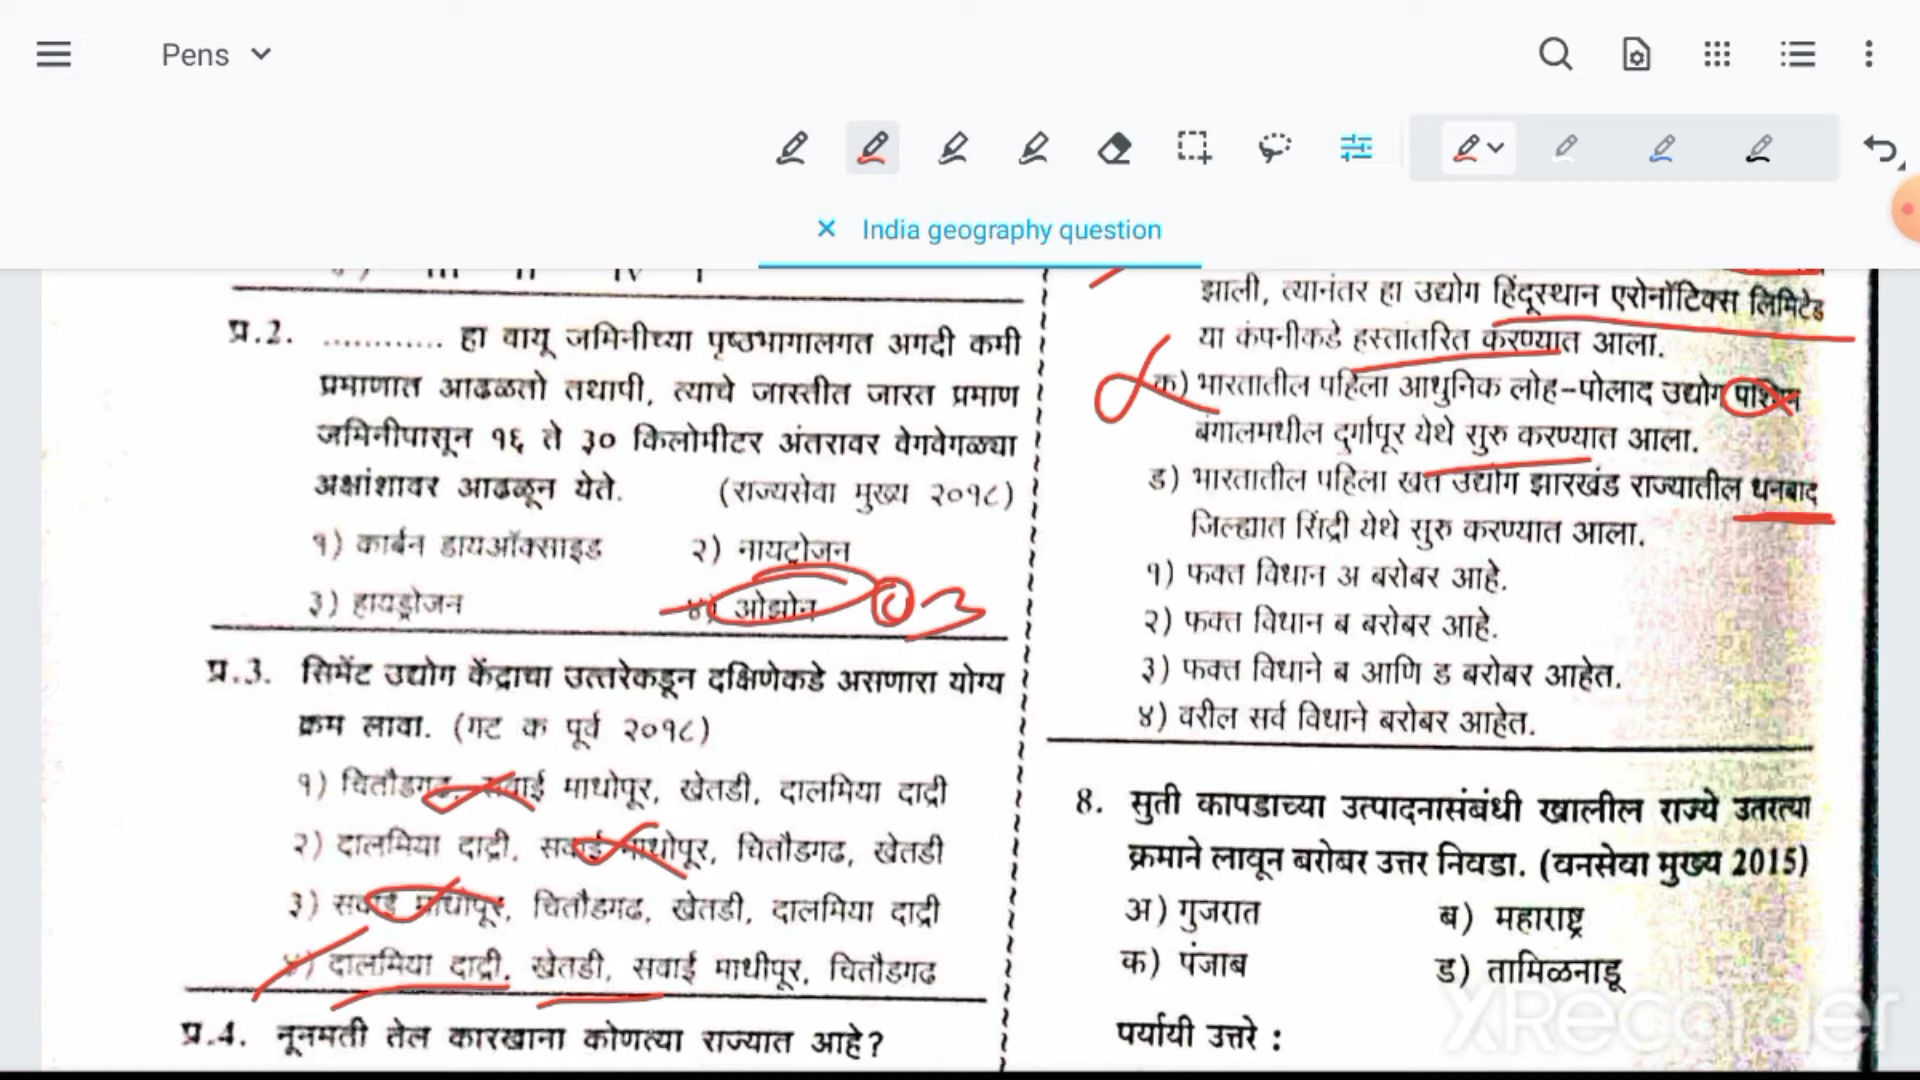 Pens
India geography question
प्र.2. ............ हा वायू जमिनीच्या पृष्ठभागालगत अगदी कमी
प्रमाणात आढळतो तथापी, त्याचे जास्तीत जास्त प्रमाण
जमिनीपासून १६ ते ३० किलोमीटर अंतरावर वेगवेगळ्या
अक्षांशावर आढळून येते. (राज्यसेवा मुख्य २०१८)
१) कार्बन डायऑक्साइड २) नायट्रोजन
३) हायड्रोजन ४) ओझोन O3
प्र.3. सिमेंट उद्योग केंद्राचा उत्तरेकडून दक्षिणेकडे असणारा योग्य
क्रम लावा. (गट क पूर्व २०१८)
१) चितौडगढ, सवाई माधोपूर, खेतडी, दालमिया दाद्री
२) दालमिया दाद्री, सवाई माधोपूर, चितौडगढ, खेतडी
३) सवाई माधोपूर, चितौडगढ, खेतडी, दालमिया दाद्री
४) दालमिया दाद्री, खेतडी, सवाई माधीपूर, चितौडगढ
प्र.4. नूनमती तेल कारखाना कोणत्या राज्यात आहे?
झाली, त्यानंतर हा उद्योग हिंदूस्थान एरोनॉटिक्स लिमिटेड
या कंपनीकडे हस्तांतरित करण्यात आला.
क) भारतातील पहिला आधुनिक लोह-पोलाद उद्योग पश्चिम
बंगालमधील दुर्गापूर येथे सुरु करण्यात आला.
ड) भारतातील पहिला खत उद्योग झारखंड राज्यातील धनबाद
जिल्ह्यात सिंद्री येथे सुरु करण्यात आला.
१) फक्त विधान अ बरोबर आहे.
२) फक्त विधान ब बरोबर आहे.
३) फक्त विधाने ब आणि ड बरोबर आहेत.
४) वरील सर्व विधाने बरोबर आहेत.
8. सुती कापडाच्या उत्पादनासंबंधी खालील राज्ये उतरत्या
क्रमाने लावून बरोबर उत्तर निवडा. (वनसेवा मुख्य 2015)
अ) गुजरात ब) महाराष्ट्र
क) पंजाब ड) तामिळनाडू
पर्यायी उत्तरे :
XRecorder